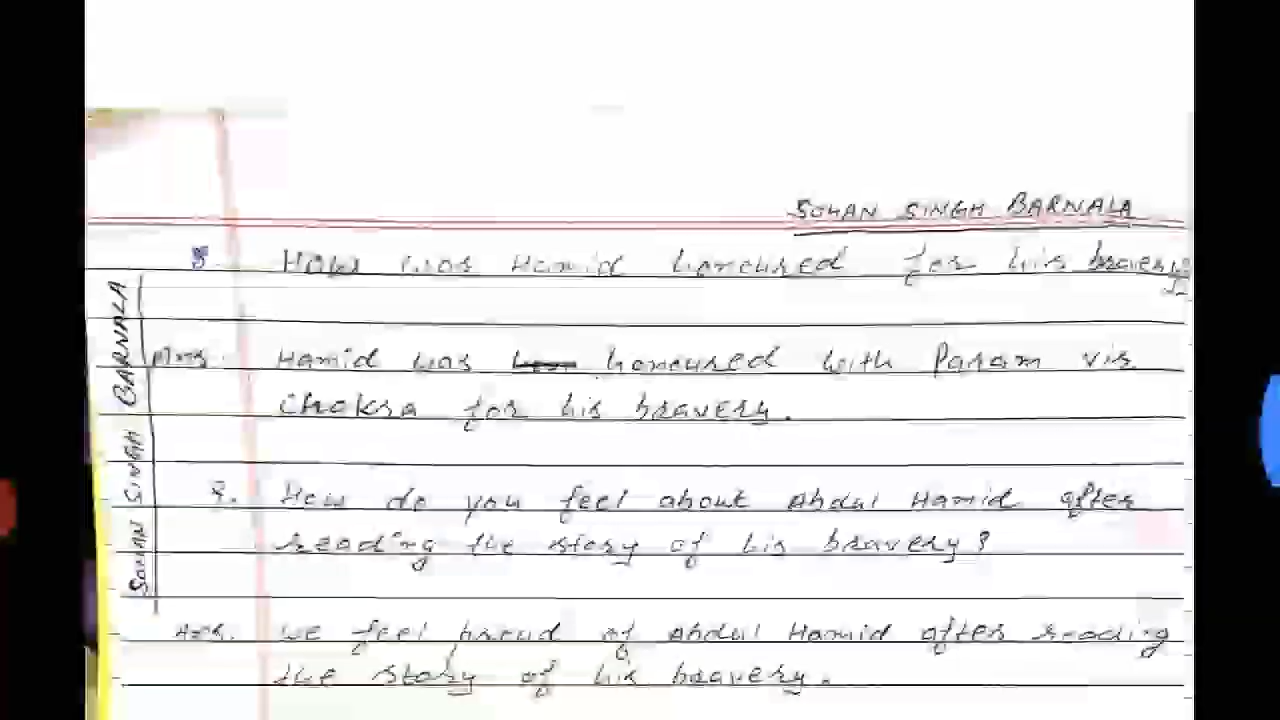 SOHAN SINGH BARNALA
How was Hamid honoured for his bravery?
Ans. Hamid was honoured with Param vir
Chakra for his bravery.
How do you feel about Abdul Hamid after
reading the story of his bravery?
Ans. We feel proud of Abdul Hamid after reading
the story of his bravery.
SOHAN SINGH BARNALA